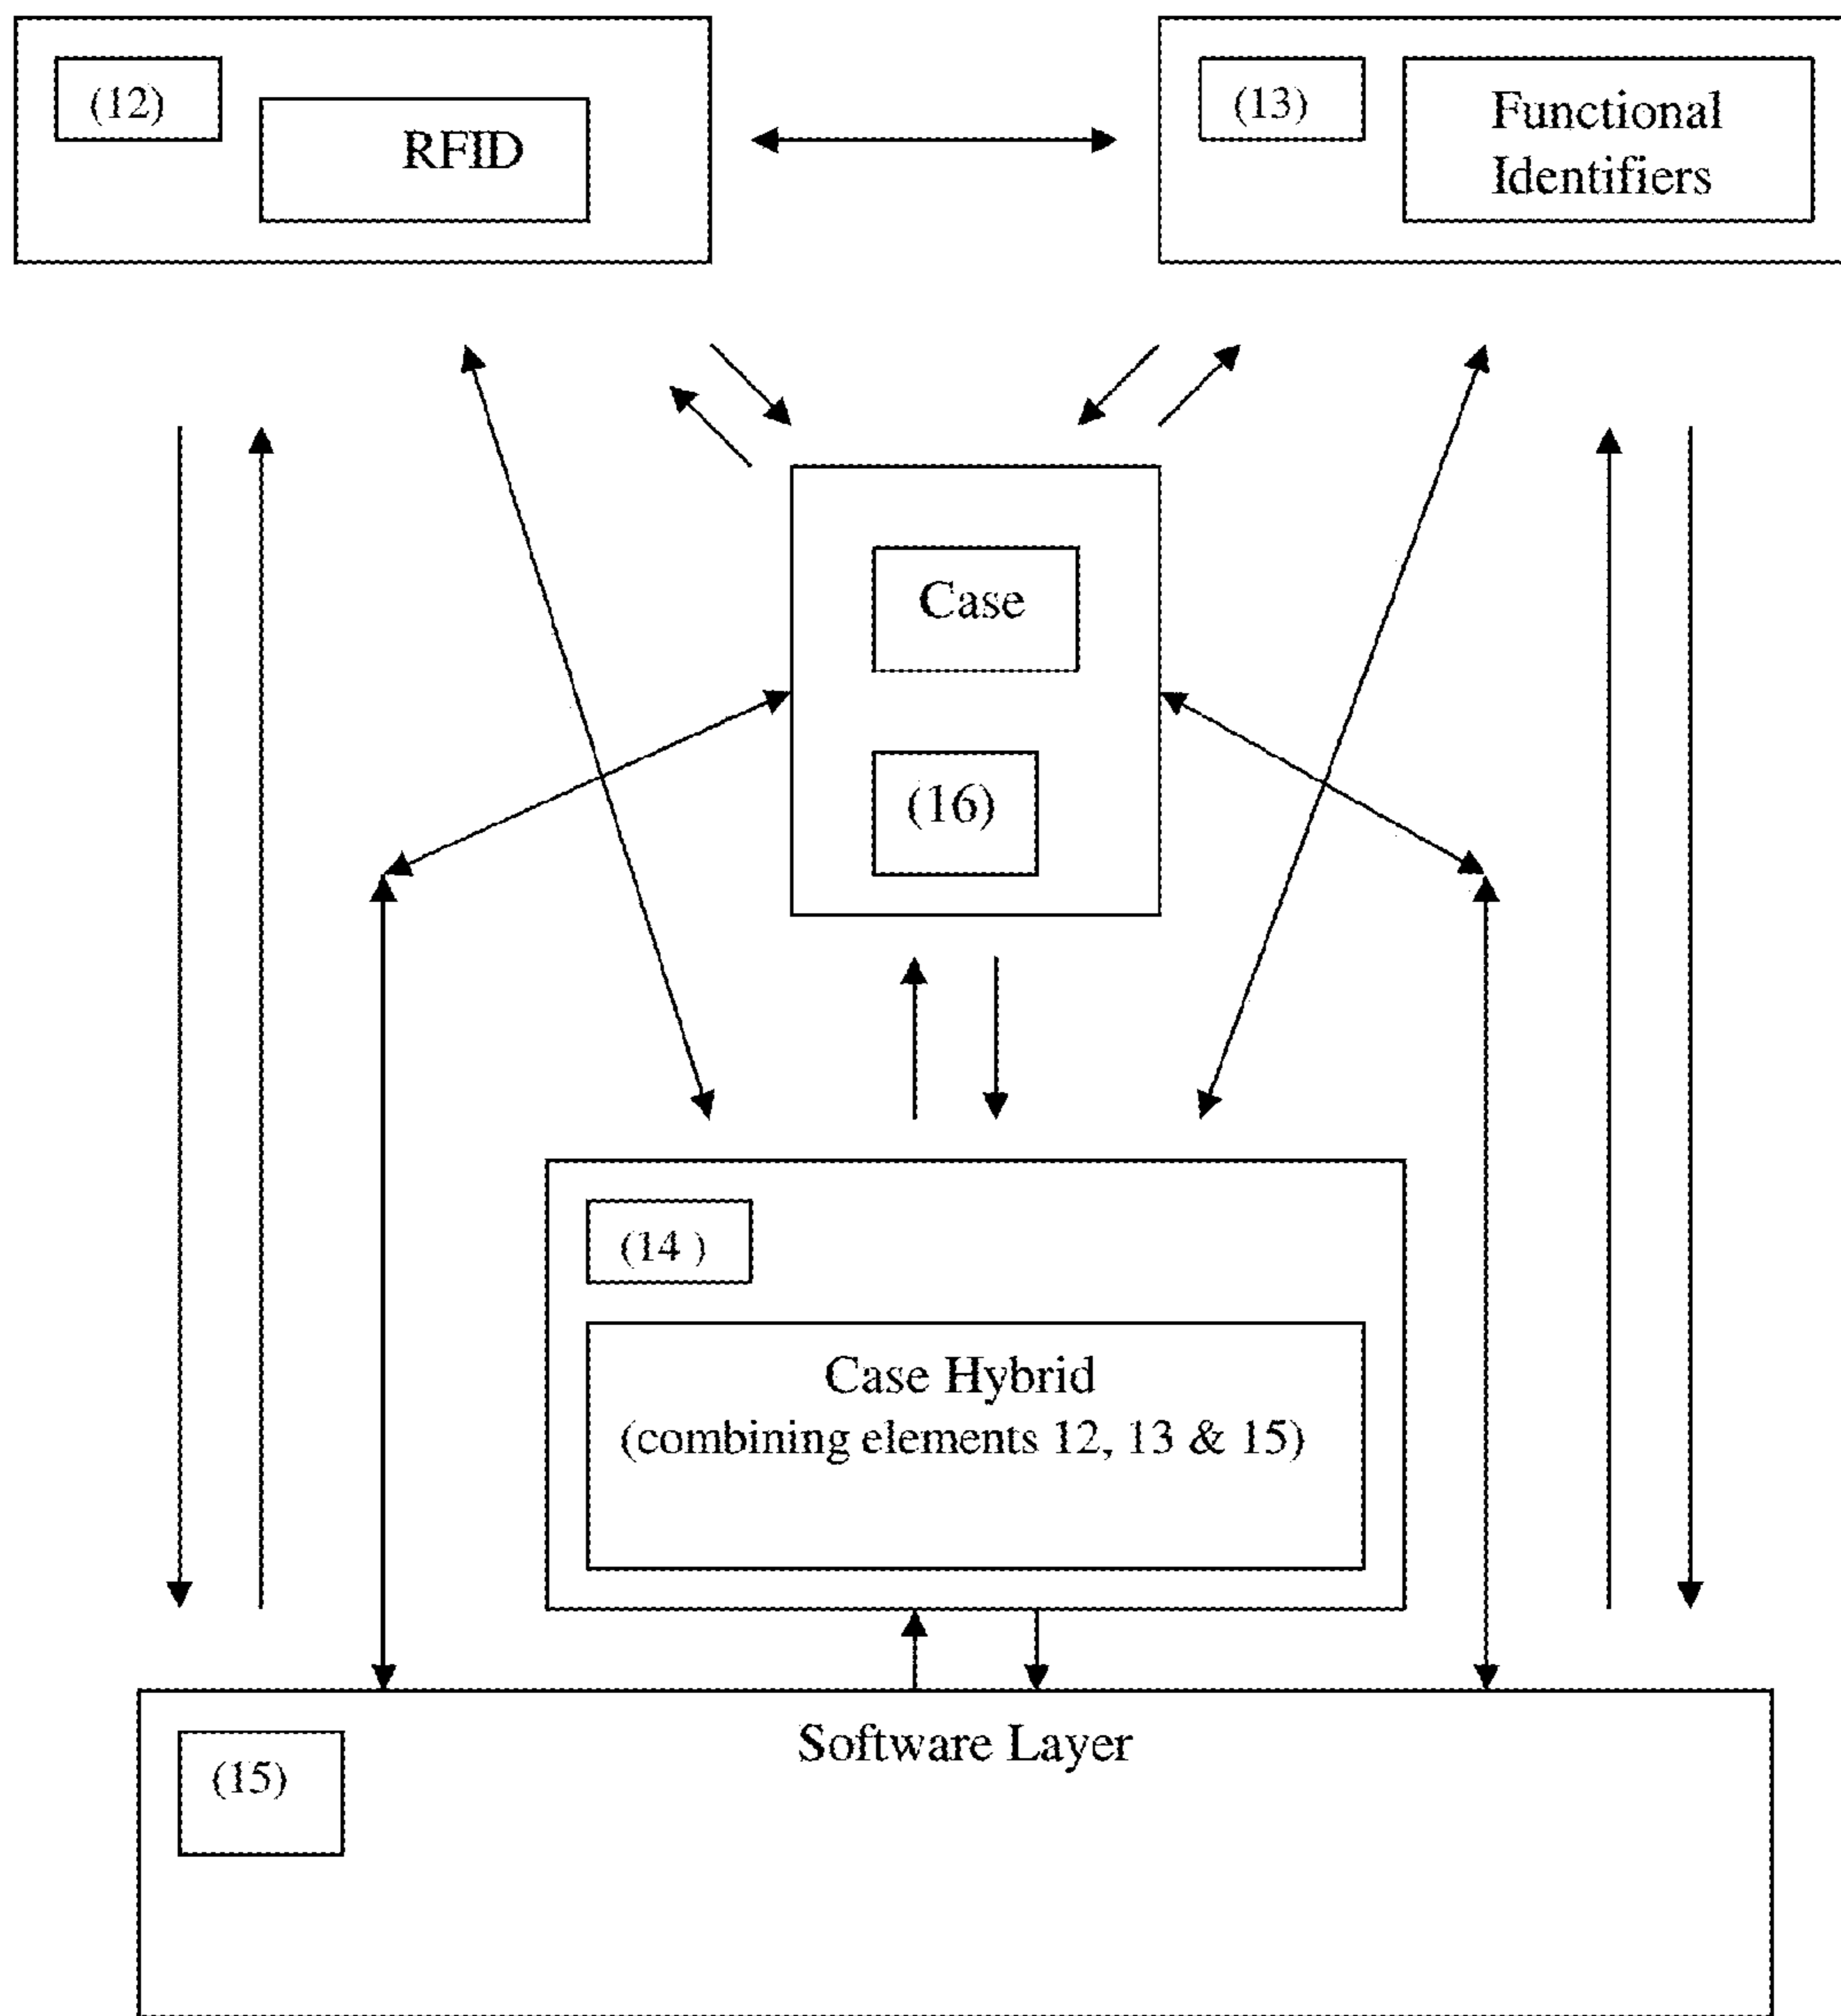 (12)
RFID
(13)
Functional
Identifiers
Case
(16)
(14 )
Case Hybrid
(combining elements 12, 13 & 15)
Software Layer
(15)